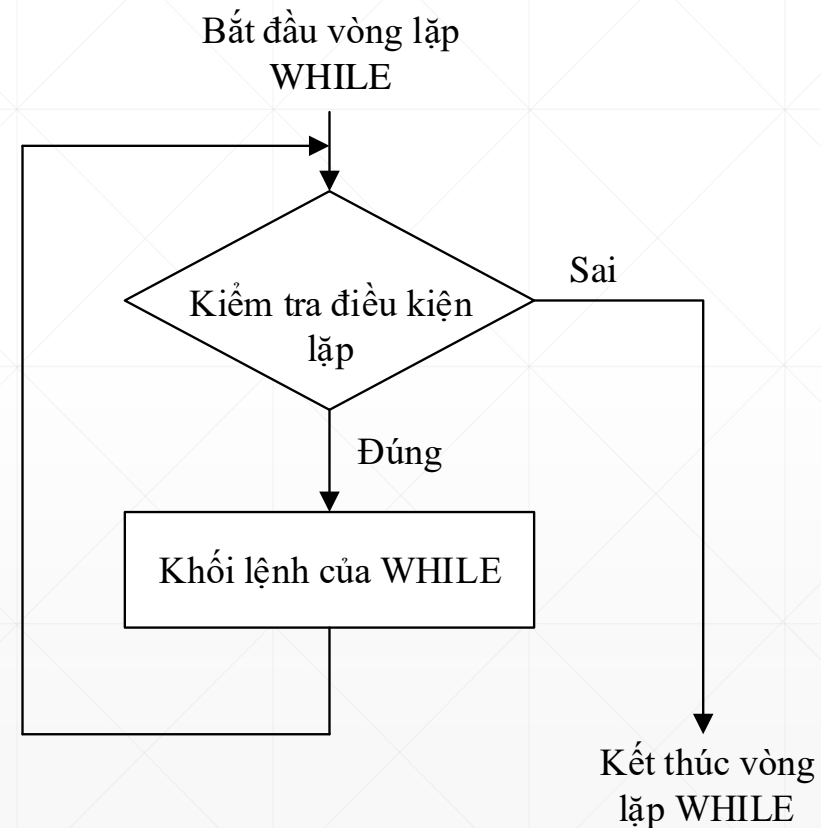 Bắt đầu vòng lặp
WHILE
Kiểm tra điều kiện
lặp
Sai
Đúng
Khối lệnh của WHILE
Kết thúc vòng
lặp WHILE